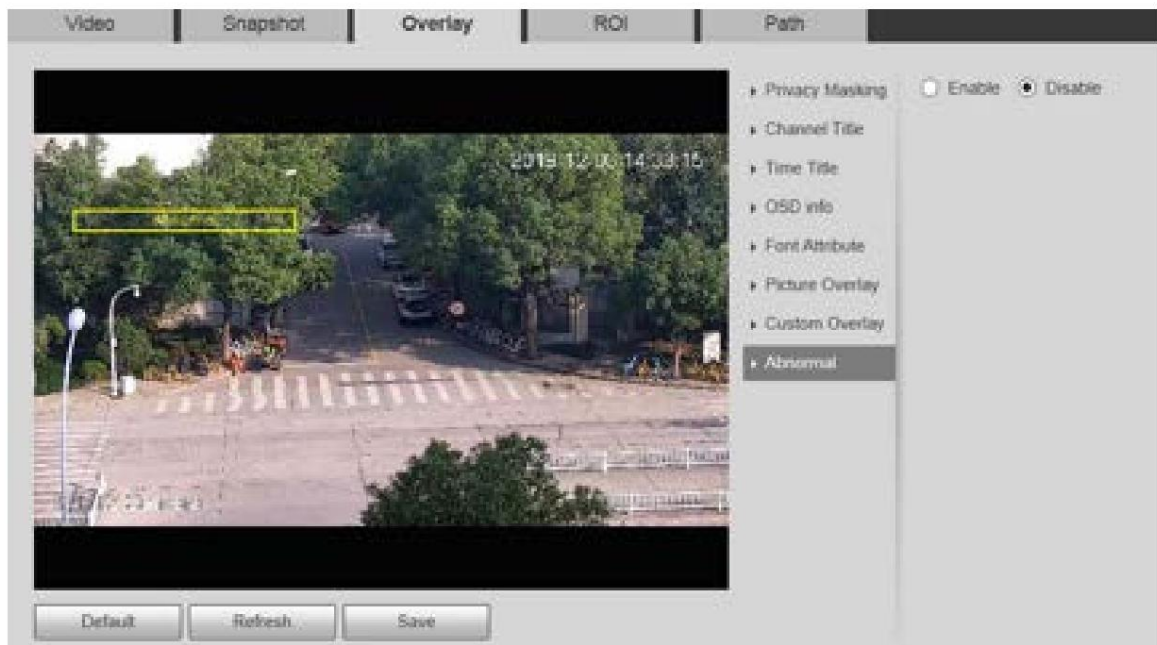 Video Snapshot Overlay ROI Path
Privacy Masking Enable Disable
Channel Title
Time Title
OSD info
Font Attribute
Picture Overlay
Custom Overlay
Abnormal
Default Refresh Save